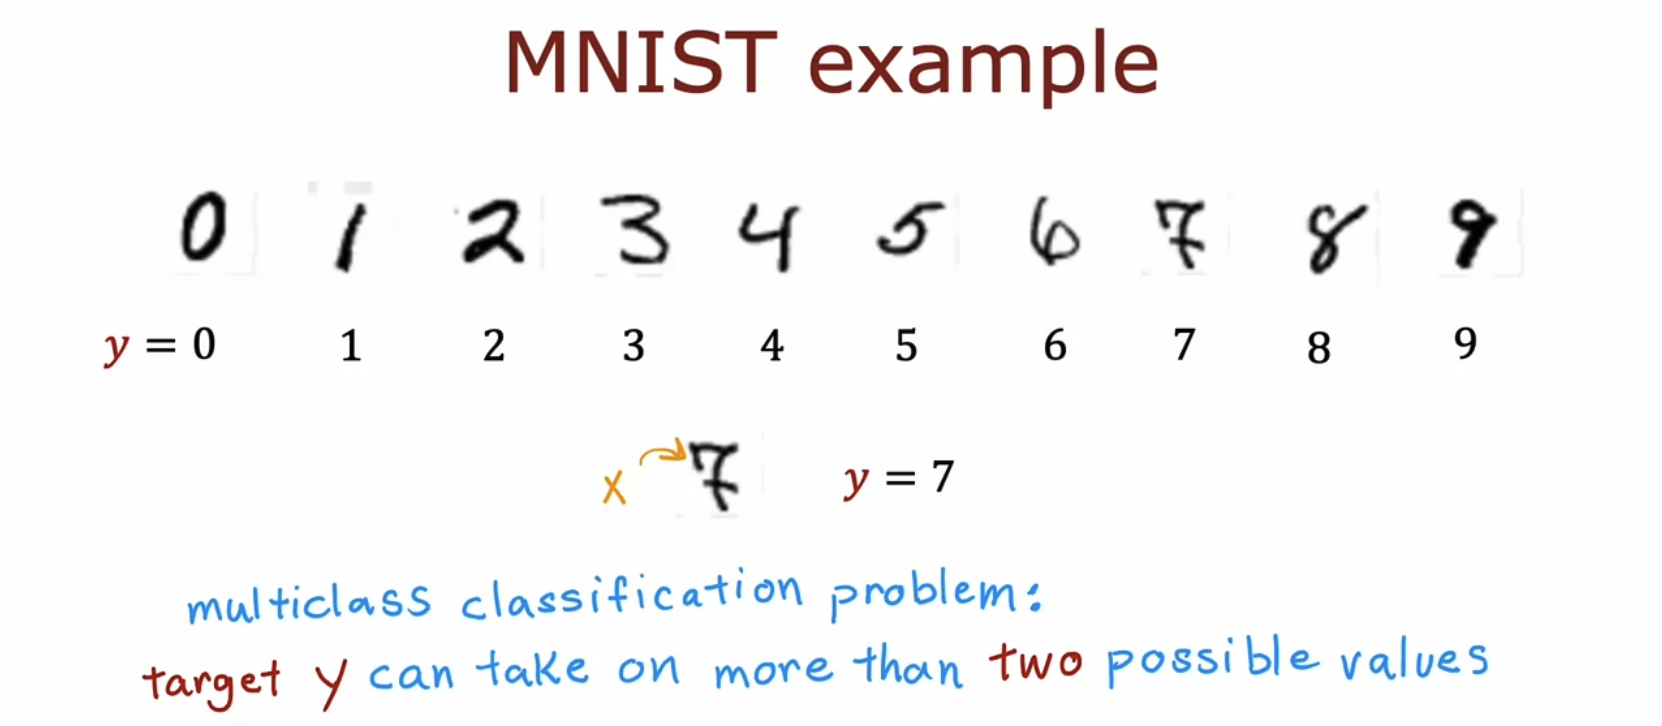 MNIST example
0 1 2 3 4 5 6 7 8 9
y = 0 1 2 3 4 5 6 7 8 9
x 7 y = 7
multiclass classification problem:
target y can take on more than two possible values